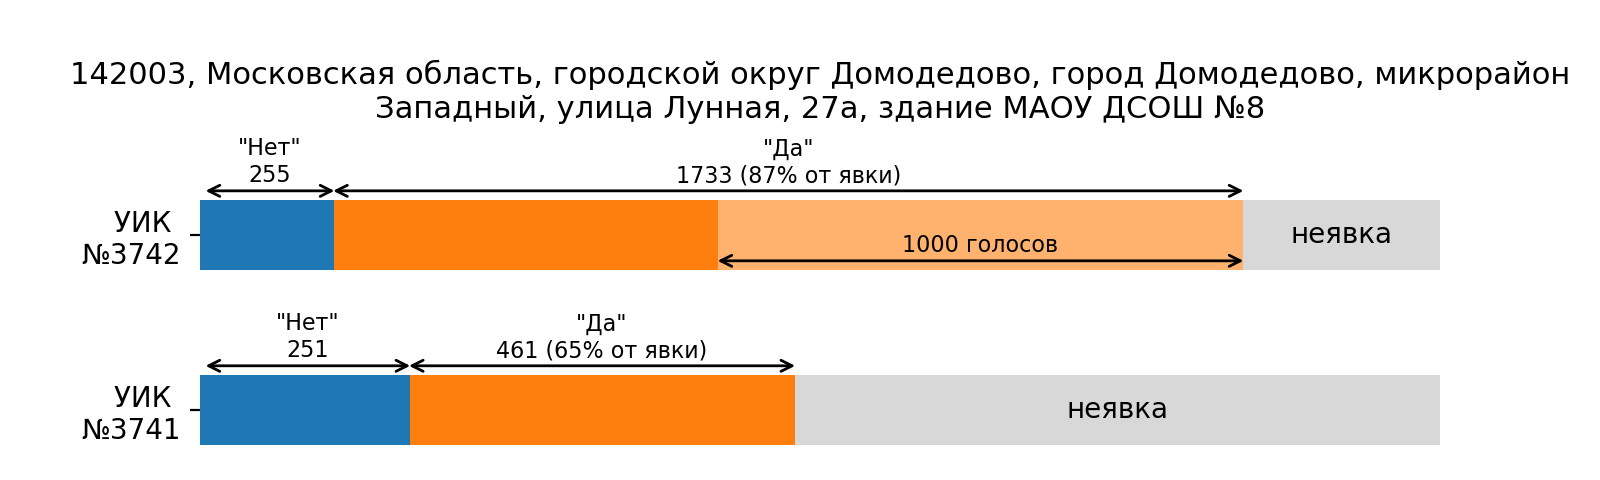 142003, Московская область, городской округ Домодедово, город Домодедово, микрорайон
Западный, улица Лунная, 27а, здание МАОУ ДСОШ №8
"Нет"
255
"Да"
1733 (87% от явки)
УИК
№3742
1000 голосов
неявка
"Нет"
251
"Да"
461 (65% от явки)
УИК
№3741
неявка